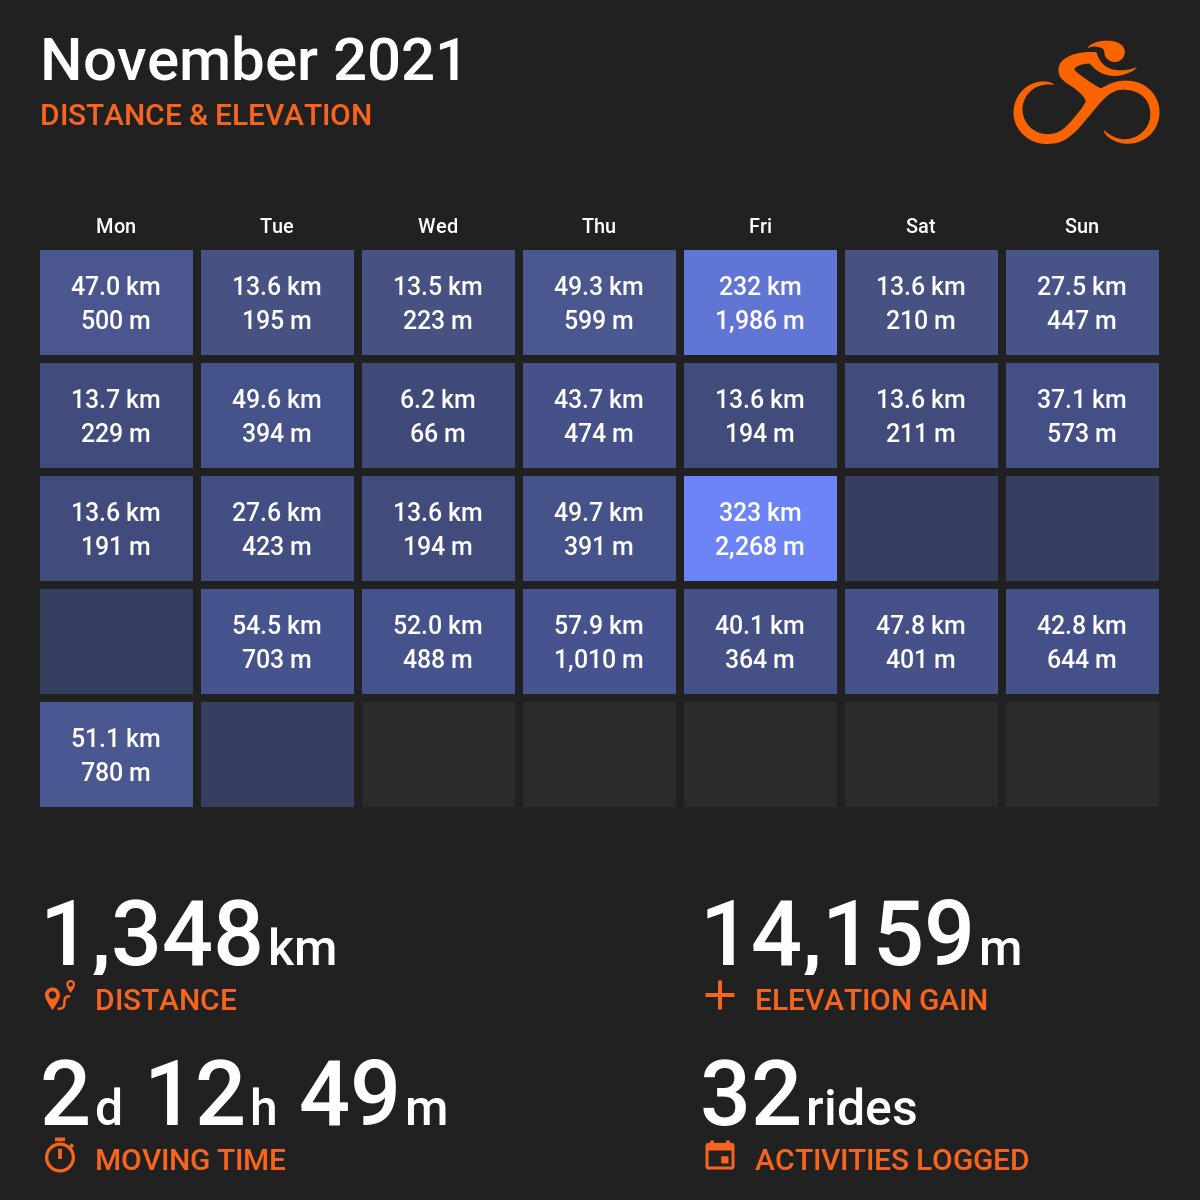 November 2021
DISTANCE & ELEVATION
Mon Tue Wed Thu Fri Sat Sun
47.0 km 13.6 km 13.5 km 49.3 km 232 km 13.6 km 27.5 km
500 m 195 m 223 m 599 m 1,986 m 210 m 447 m
13.7 km 49.6 km 6.2 km 43.7 km 13.6 km 13.6 km 37.1 km
229 m 394 m 66 m 474 m 194 m 211 m 573 m
13.6 km 27.6 km 13.6 km 49.7 km 323 km
191 m 423 m 194 m 391 m 2,268 m
54.5 km 52.0 km 57.9 km 40.1 km 47.8 km 42.8 km
703 m 488 m 1,010 m 364 m 401 m 644 m
51.1 km
780 m
1,348 km 14,159 m
DISTANCE ELEVATION GAIN
2d 12h 49m 32 rides
MOVING TIME ACTIVITIES LOGGED